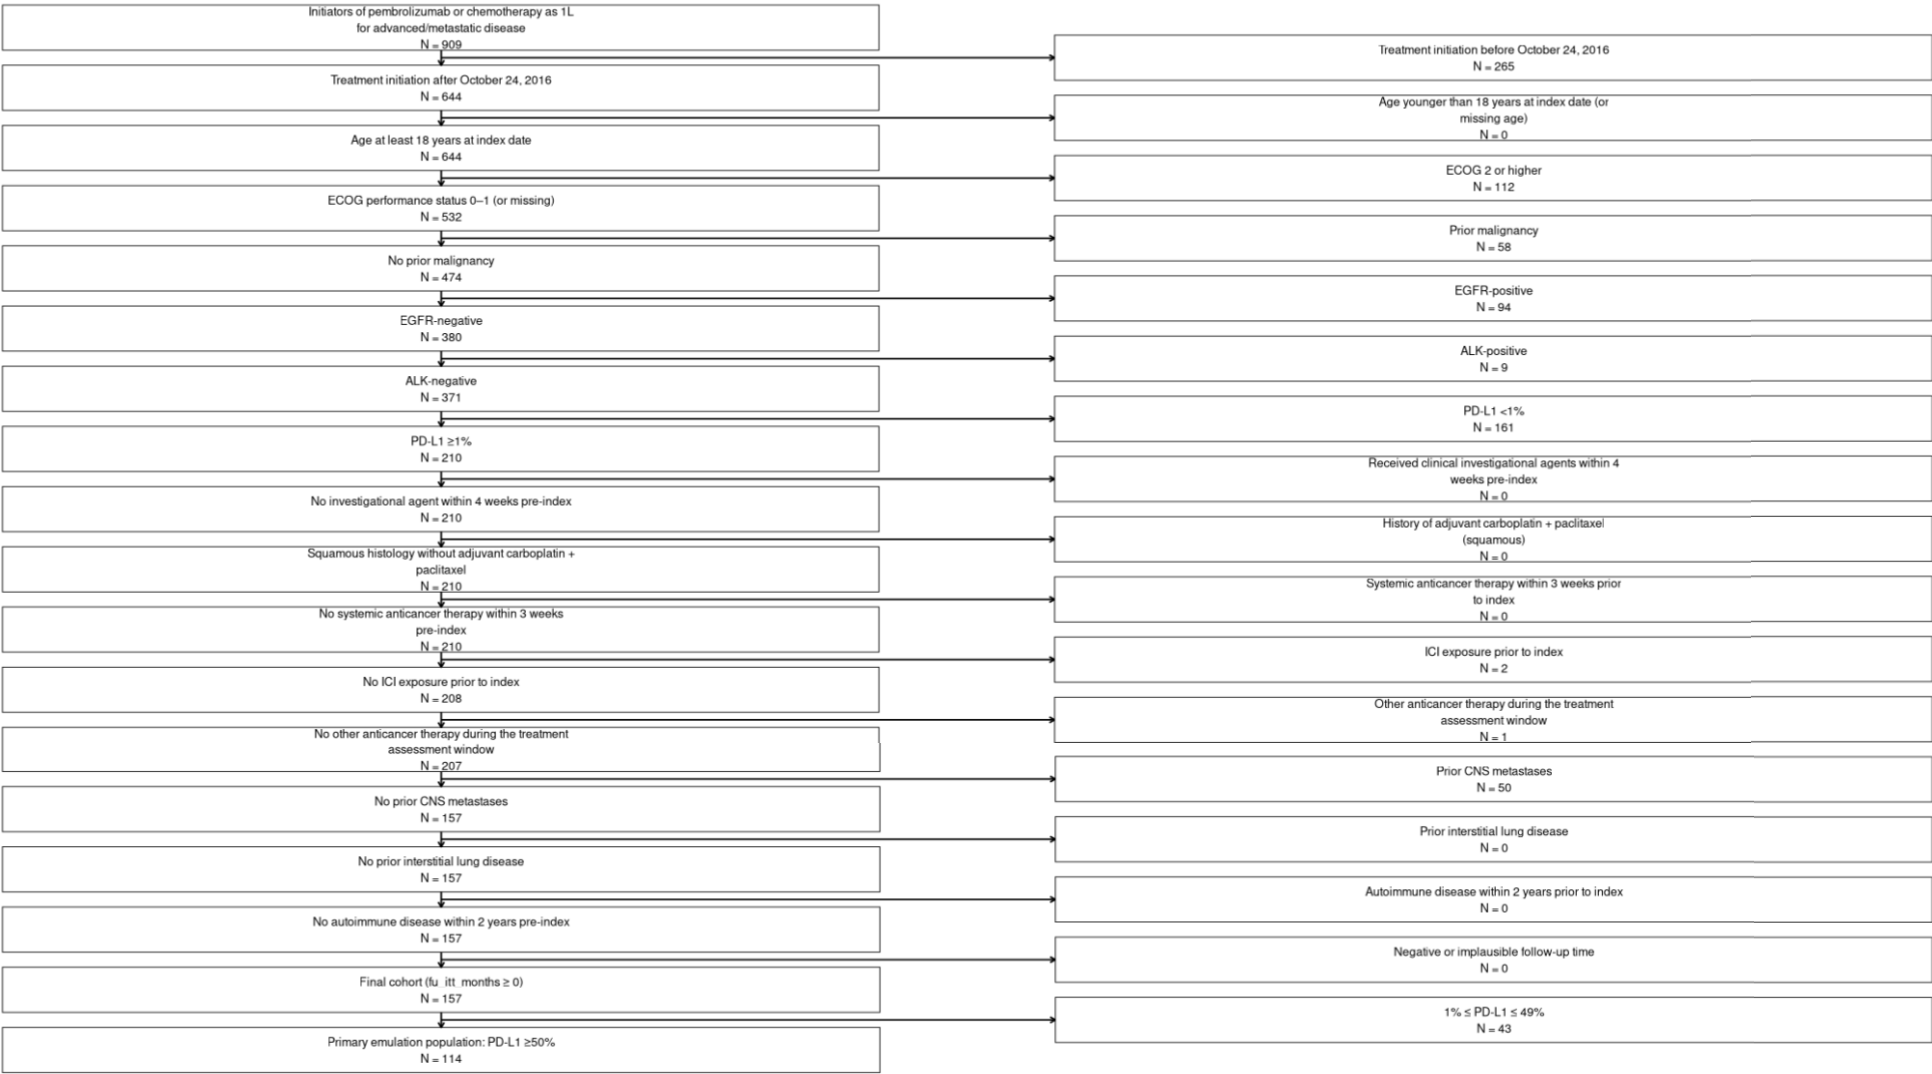 Initiators of pembrolizumab or chemotherapy as 1L
for advanced/metastatic disease
N = 909
Treatment initiation before October 24, 2016
N = 265
Treatment initiation after October 24, 2016
N = 644
Age younger than 18 years at index date (or
missing age)
N = 0
Age at least 18 years at index date
N = 644
ECOG 2 or higher
N = 112
ECOG performance status 0–1 (or missing)
N = 532
Prior malignancy
N = 58
No prior malignancy
N = 474
EGFR-positive
N = 94
EGFR-negative
N = 380
ALK-positive
N = 9
ALK-negative
N = 371
PD-L1 <1%
N = 161
PD-L1 ≥1%
N = 210
Received clinical investigational agents within 4
weeks pre-index
N = 0
No investigational agent within 4 weeks pre-index
N = 210
History of adjuvant carboplatin + paclitaxel
(squamous)
N = 0
Squamous histology without adjuvant carboplatin +
paclitaxel
N = 210
Systemic anticancer therapy within 3 weeks prior
to index
N = 0
No systemic anticancer therapy within 3 weeks
pre-index
N = 210
ICI exposure prior to index
N = 2
No ICI exposure prior to index
N = 208
Other anticancer therapy during the treatment
assessment window
N = 1
No other anticancer therapy during the treatment
assessment window
N = 207
Prior CNS metastases
N = 50
No prior CNS metastases
N = 157
Prior interstitial lung disease
N = 0
No prior interstitial lung disease
N = 157
Autoimmune disease within 2 years prior to index
N = 0
No autoimmune disease within 2 years pre-index
N = 157
Negative or implausible follow-up time
N = 0
Final cohort (fu_itt_months ≥ 0)
N = 157
1% ≤ PD-L1 ≤ 49%
N = 43
Primary emulation population: PD-L1 ≥50%
N = 114